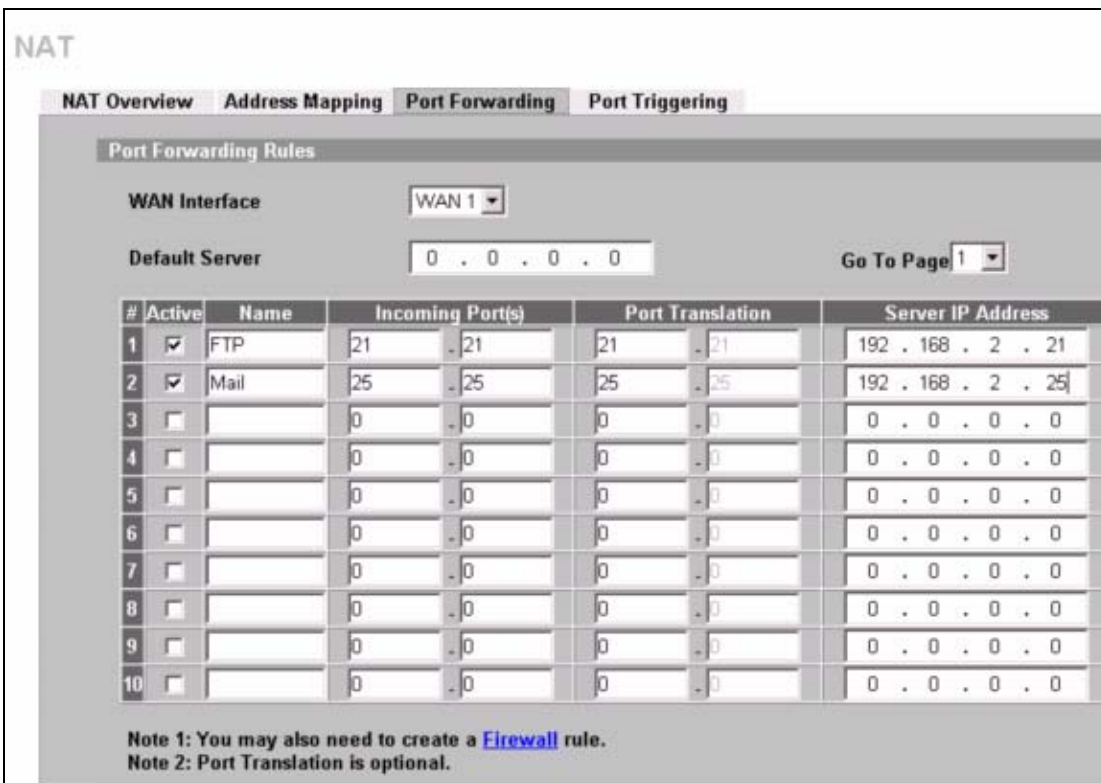 NAT
NAT Overview Address Mapping Port Forwarding Port Triggering
Port Forwarding Rules
WAN Interface WAN 1
Default Server 0 . 0 . 0 . 0 Go To Page 1
# Active Name Incoming Port(s) Port Translation Server IP Address
1 FTP 21 - 21 21 - 21 192 . 168 . 2 . 21
2 Mail 25 - 25 25 - 25 192 . 168 . 2 . 25
3 0 - 0 0 - 0 0 . 0 . 0 . 0
4 0 - 0 0 - 0 0 . 0 . 0 . 0
5 0 - 0 0 - 0 0 . 0 . 0 . 0
6 0 - 0 0 - 0 0 . 0 . 0 . 0
7 0 - 0 0 - 0 0 . 0 . 0 . 0
8 0 - 0 0 - 0 0 . 0 . 0 . 0
9 0 - 0 0 - 0 0 . 0 . 0 . 0
10 0 - 0 0 - 0 0 . 0 . 0 . 0
Note 1: You may also need to create a Firewall rule.
Note 2: Port Translation is optional.